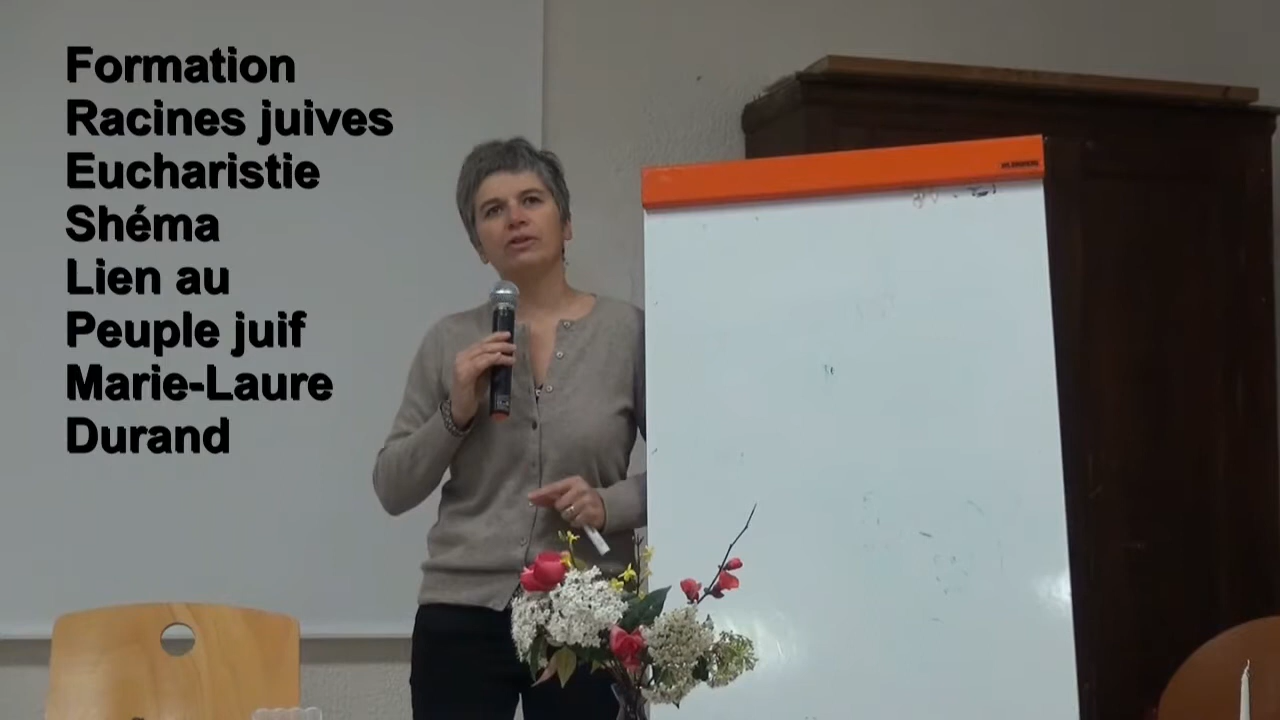 Formation
Racines juives
Eucharistie
Shéma
Lien au
Peuple juif
Marie-Laure
Durand